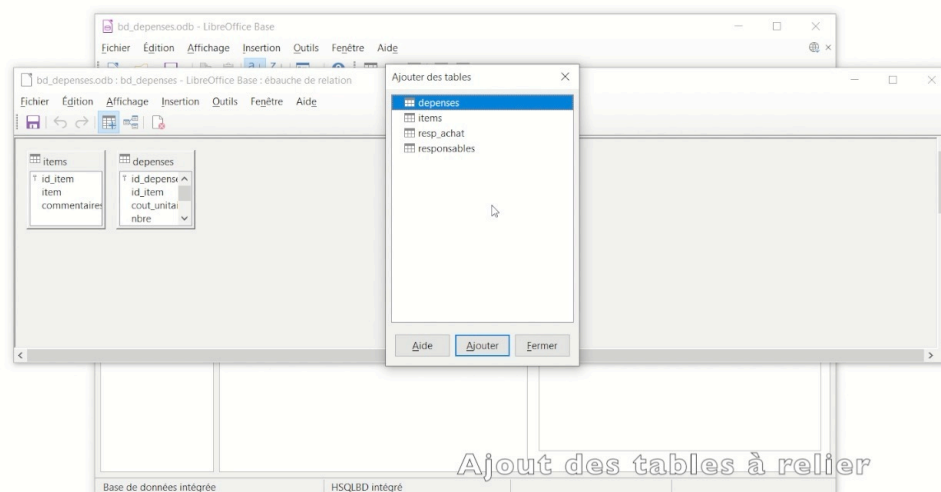 bd_depenses.odb - LibreOffice Base
Fichier Édition Affichage Insertion Outils Fenêtre Aide
bd_depenses.odb : bd_depenses - LibreOffice Base : ébauche de relation
Fichier Édition Affichage Insertion Outils Fenêtre Aide
Ajouter des tables
depenses
items
resp_achat
responsables
Aide
Ajouter
Fermer
items
id_item
item
commentaires
depenses
id_depense
id_item
cout_unitai
nbre
Ajout des tables à relier
Base de données intégrée
HSQLBD intégré